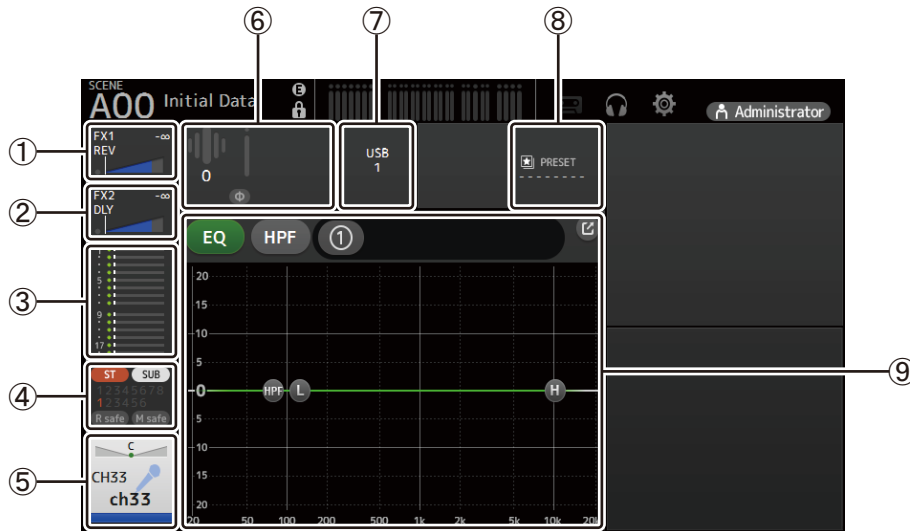 ⑥ ⑦ ⑧
SCENE
A00 Initial Data
E
Administrator
① FX1 -∞
REV
0
Φ
USB
1
PRESET
--------
② FX2 -∞
DLY
EQ HPF ①
③ 1
5
9
17
20
15
10
5
0
5
10
15
20
HPF L H
20 50 100 200 500 1k 2k 5k 10k 20k
④ ST SUB
12345678
123456
R safe M safe
⑤ C
CH33
ch33
⑨